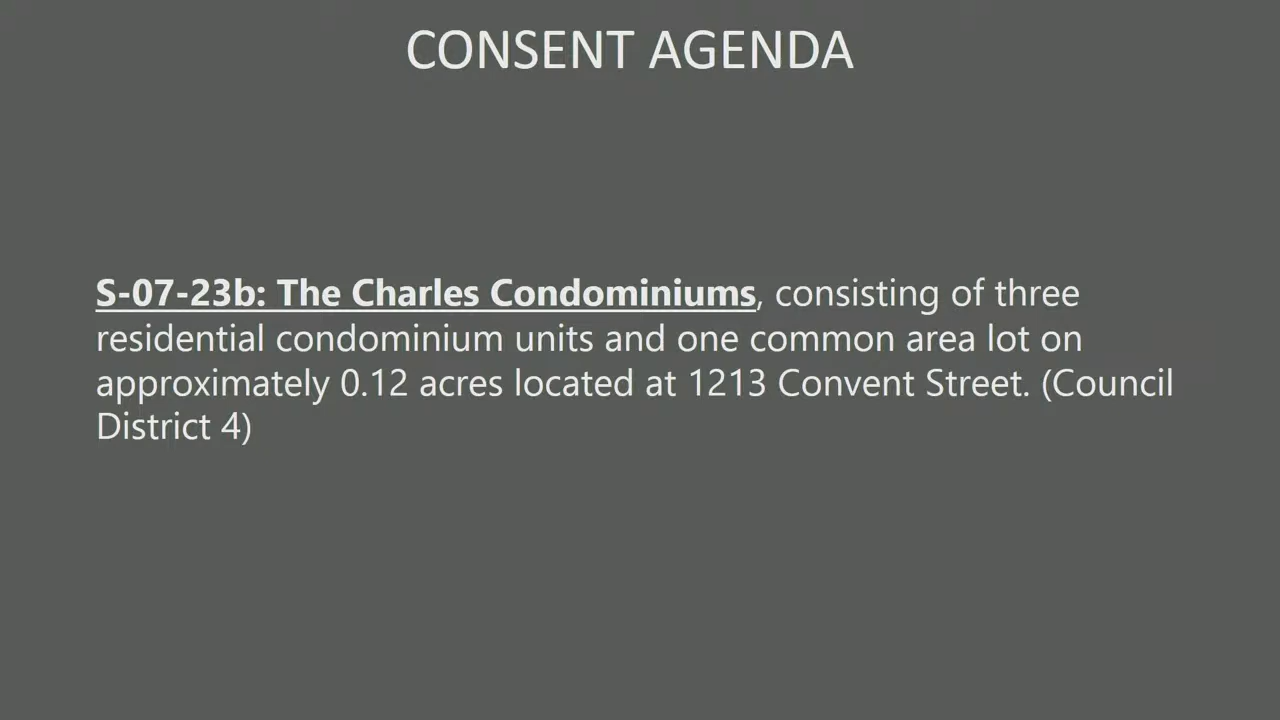 CONSENT AGENDA
S-07-23b: The Charles Condominiums, consisting of three
residential condominium units and one common area lot on
approximately 0.12 acres located at 1213 Convent Street. (Council
District 4)